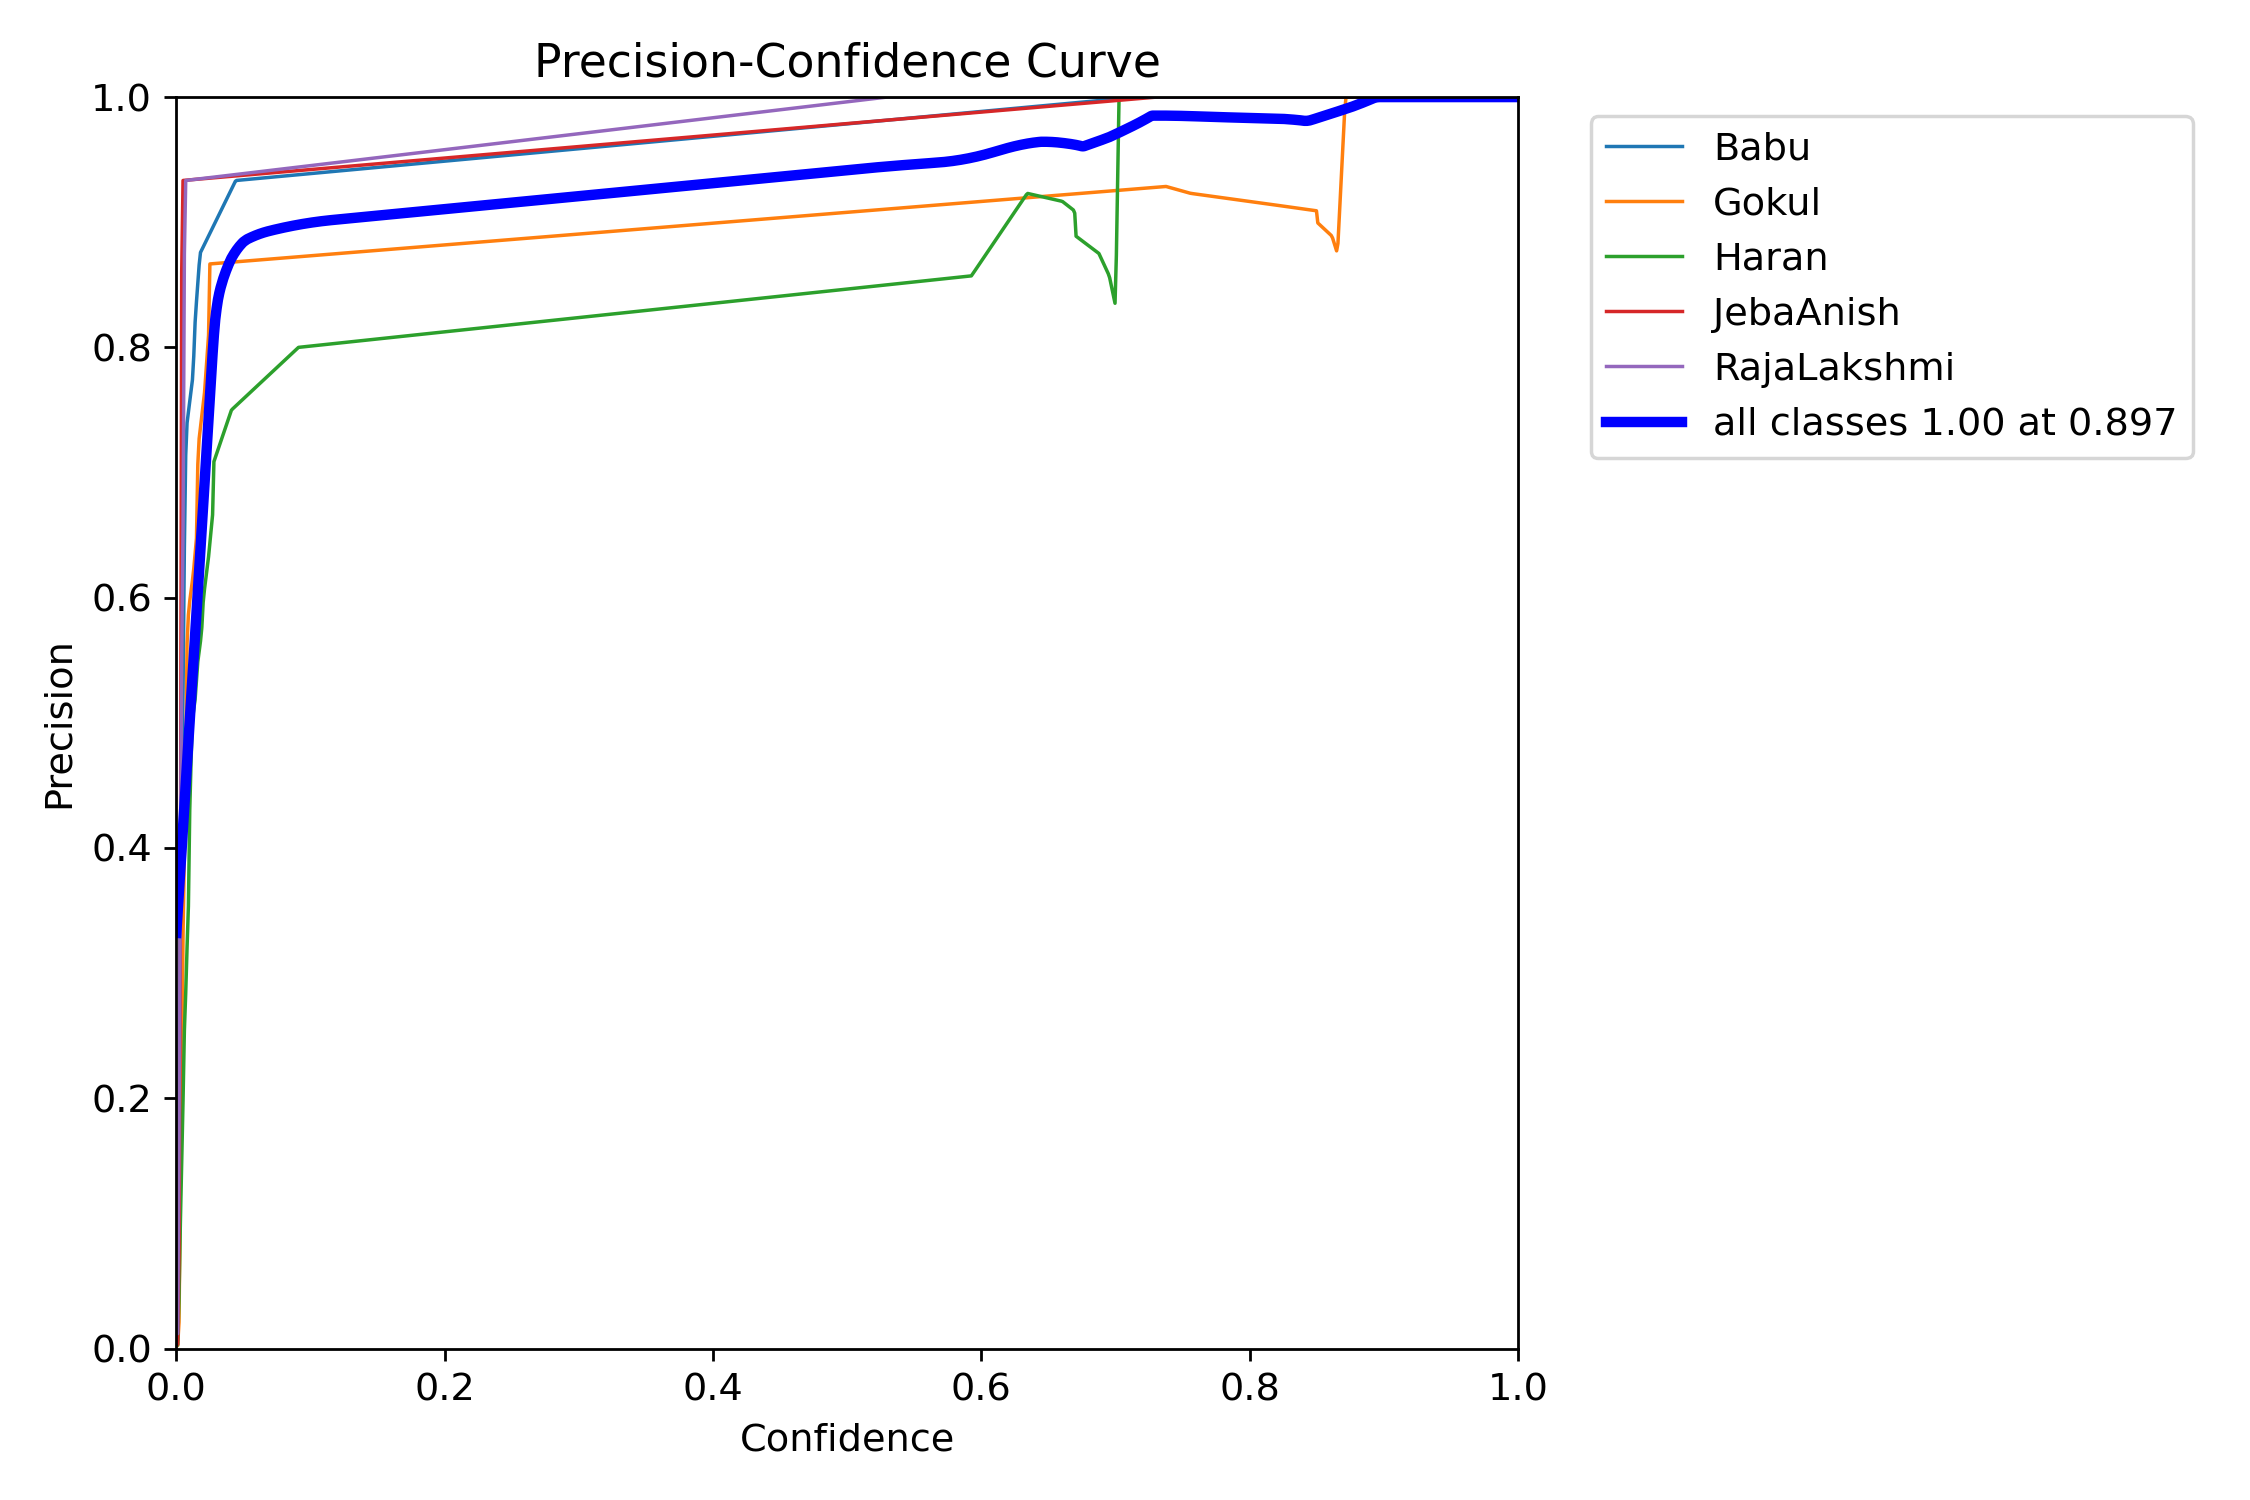 Precision-Confidence Curve
1.0
0.8
0.6
0.4
0.2
0.0
Precision
0.0 0.2 0.4 0.6 0.8 1.0
Confidence
Babu
Gokul
Haran
JebaAnish
RajaLakshmi
all classes 1.00 at 0.897